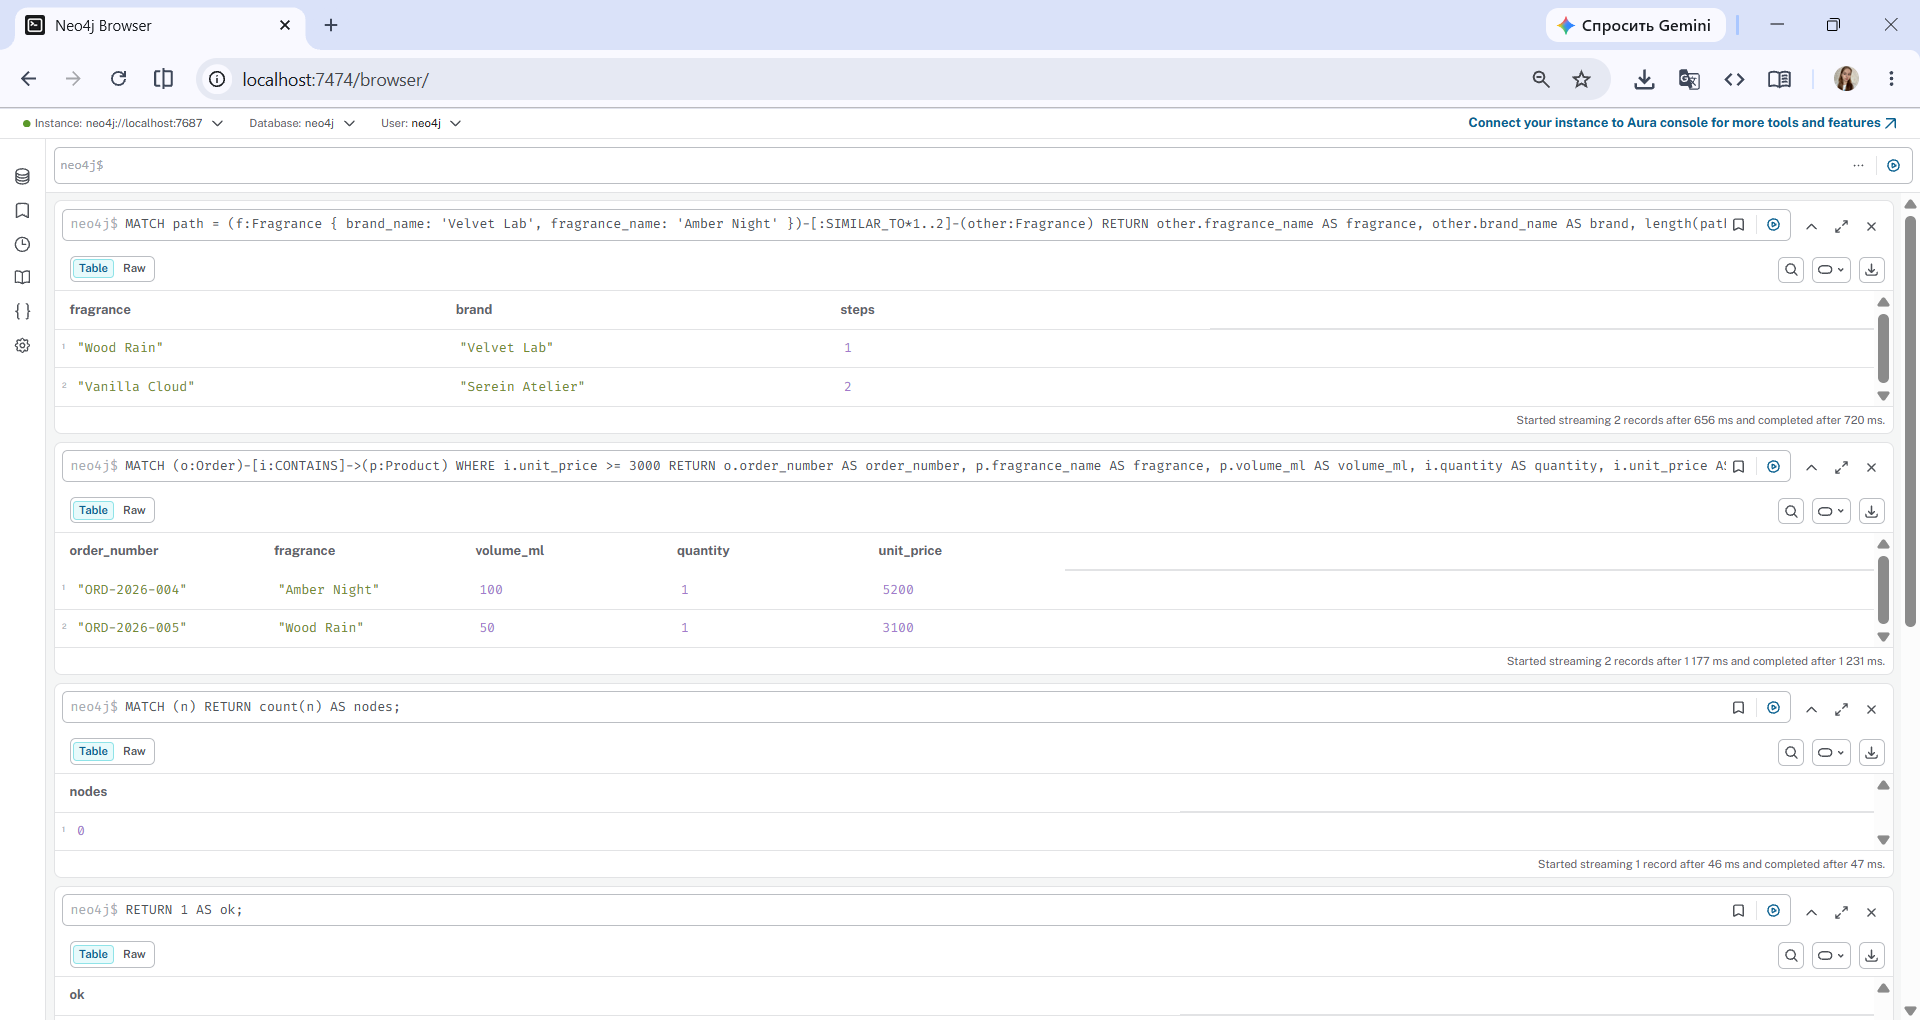 Neo4j Browser
Спросить Gemini
localhost:7474/browser/
Instance: neo4j://localhost:7687 Database: neo4j User: neo4j Connect your instance to Aura console for more tools and features
neo4j$
neo4j$ MATCH path = (f:Fragrance { brand_name: 'Velvet Lab', fragrance_name: 'Amber Night' })-[:SIMILAR_TO*1..2]-(other:Fragrance) RETURN other.fragrance_name AS fragrance, other.brand_name AS brand, length(path
Table Raw
fragrance brand steps
1 "Wood Rain" "Velvet Lab" 1
2 "Vanilla Cloud" "Serein Atelier" 2
Started streaming 2 records after 656 ms and completed after 720 ms.
neo4j$ MATCH (o:Order)-[i:CONTAINS]->(p:Product) WHERE i.unit_price >= 3000 RETURN o.order_number AS order_number, p.fragrance_name AS fragrance, p.volume_ml AS volume_ml, i.quantity AS quantity, i.unit_price AS
Table Raw
order_number fragrance volume_ml quantity unit_price
1 "ORD-2026-004" "Amber Night" 100 1 5200
2 "ORD-2026-005" "Wood Rain" 50 1 3100
Started streaming 2 records after 1 177 ms and completed after 1 231 ms.
neo4j$ MATCH (n) RETURN count(n) AS nodes;
Table Raw
nodes
1 0
Started streaming 1 record after 46 ms and completed after 47 ms.
neo4j$ RETURN 1 AS ok;
Table Raw
ok